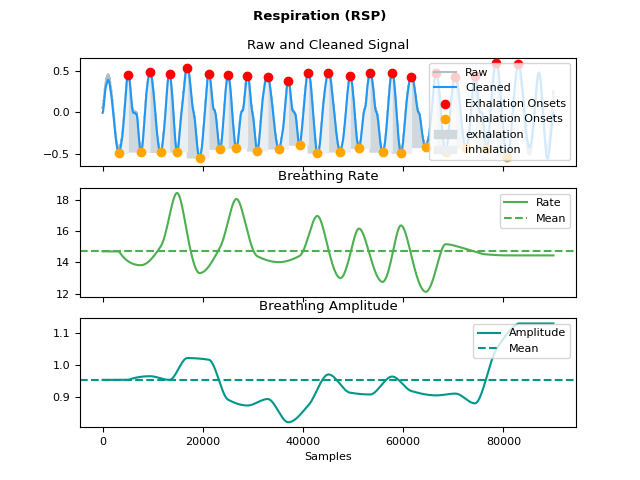 Respiration (RSP)
Raw and Cleaned Signal
0.5
0.0
−0.5
Raw
Cleaned
Exhalation Onsets
Inhalation Onsets
exhalation
inhalation
Breathing Rate
18
16
14
12
Rate
Mean
Breathing Amplitude
1.1
1.0
0.9
Amplitude
Mean
0 20000 40000 60000 80000
Samples